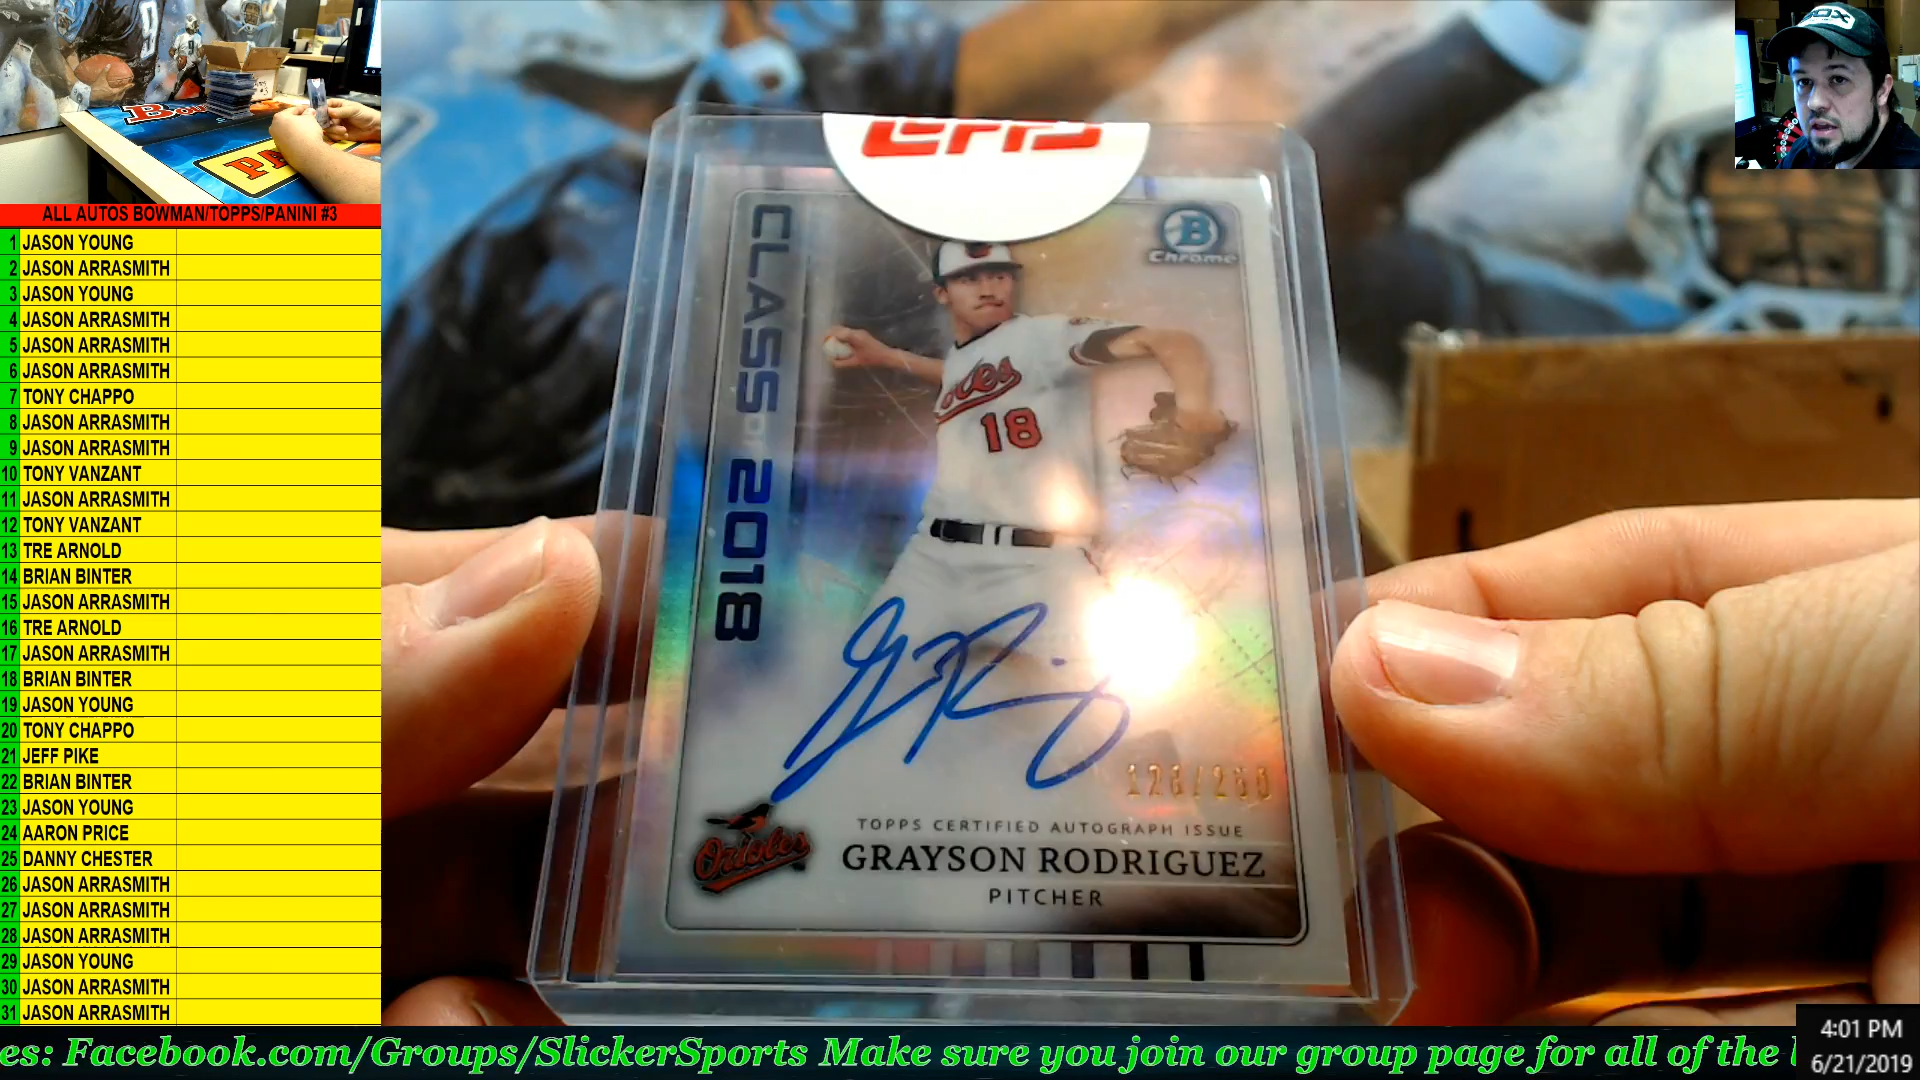 ALL AUTOS BOWMAN/TOPPS/PANINI #3
1 JASON YOUNG
2 JASON ARRASMITH
3 JASON YOUNG
4 JASON ARRASMITH
5 JASON ARRASMITH
6 JASON ARRASMITH
7 TONY CHAPPO
8 JASON ARRASMITH
9 JASON ARRASMITH
10 TONY VANZANT
11 JASON ARRASMITH
12 TONY VANZANT
13 TRE ARNOLD
14 BRIAN BINTER
15 JASON ARRASMITH
16 TRE ARNOLD
17 JASON ARRASMITH
18 BRIAN BINTER
19 JASON YOUNG
20 TONY CHAPPO
21 JEFF PIKE
22 BRIAN BINTER
23 JASON YOUNG
24 AARON PRICE
25 DANNY CHESTER
26 JASON ARRASMITH
27 JASON ARRASMITH
28 JASON ARRASMITH
29 JASON YOUNG
30 JASON ARRASMITH
31 JASON ARRASMITH
CLASS OF 2018
B
Chrome
18
TOPPS CERTIFIED AUTOGRAPH ISSUE
Orioles
GRAYSON RODRIGUEZ
PITCHER
es: Facebook.com/Groups/SlickerSports Make sure you join our group page for all of the
4:01 PM
6/21/2019